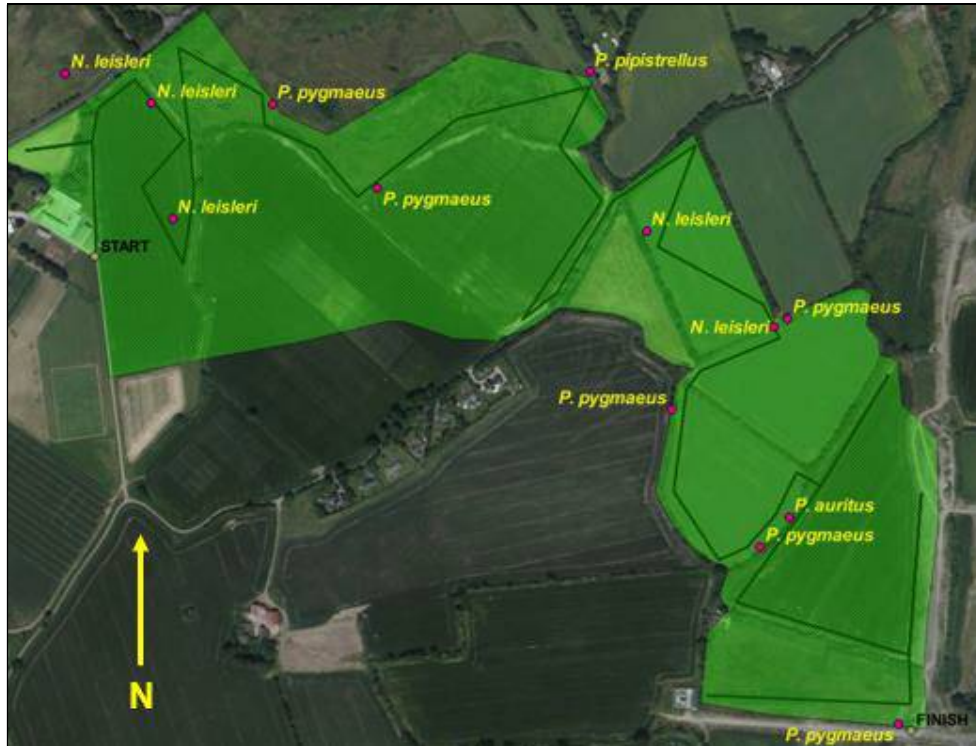 N. leisleri
P. pipistrellus
N. leisleri
P. pygmaeus
P. pygmaeus
N. leisleri
N. leisleri
START
P. pygmaeus
N. leisleri
P. pygmaeus
P. auritus
P. pygmaeus
N
FINISH
P. pygmaeus